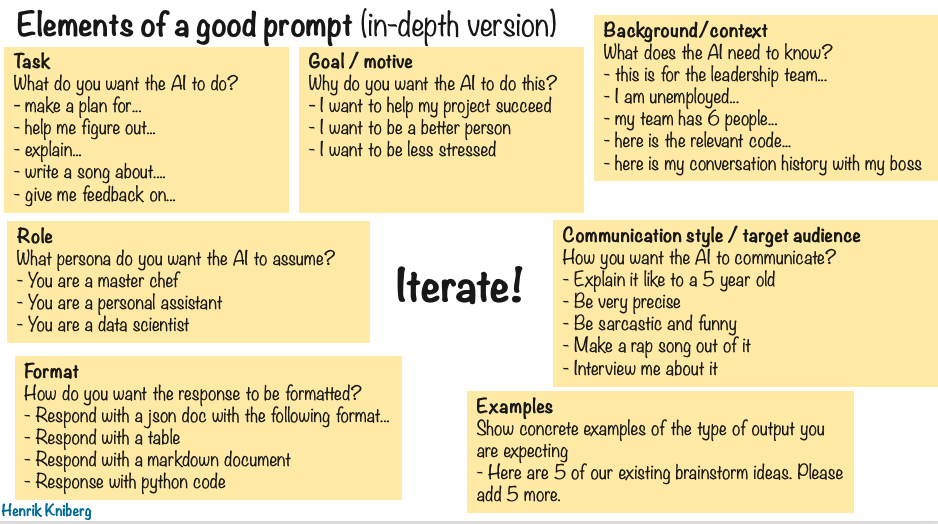 Elements of a good prompt (in-depth version)
Task
What do you want the AI to do?
- make a plan for...
- help me figure out...
- explain...
- write a song about....
- give me feedback on...
Goal / motive
Why do you want the AI to do this?
- I want to help my project succeed
- I want to be a better person
- I want to be less stressed
Background/context
What does the AI need to know?
- this is for the leadership team...
- I am unemployed...
- my team has 6 people...
- here is the relevant code...
- here is my conversation history with my boss
Role
What persona do you want the AI to assume?
- You are a master chef
- You are a personal assistant
- You are a data scientist
Iterate!
Communication style / target audience
How you want the AI to communicate?
- Explain it like to a 5 year old
- Be very precise
- Be sarcastic and funny
- Make a rap song out of it
- Interview me about it
Format
How do you want the response to be formatted?
- Respond with a json doc with the following format...
- Respond with a table
- Respond with a markdown document
- Response with python code
Examples
Show concrete examples of the type of output you
are expecting
- Here are 5 of our existing brainstorm ideas. Please
add 5 more.
Henrik Kniberg